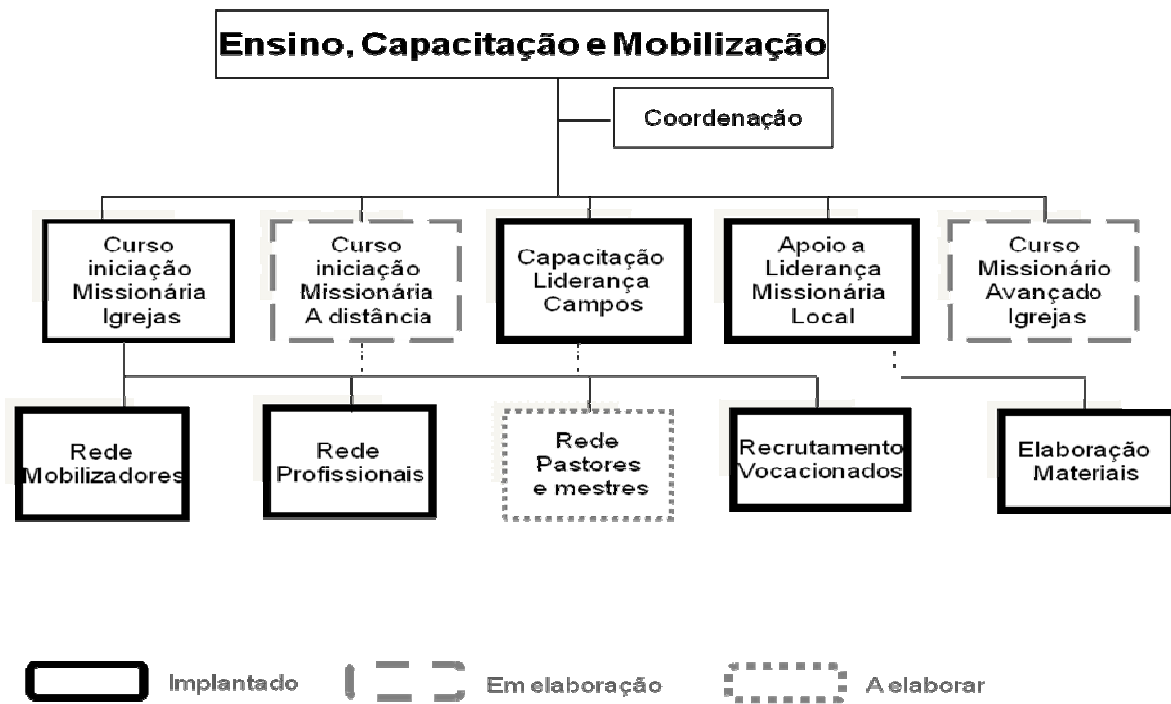 Ensino, Capacitação e Mobilização
Coordenação
Curso
iniciação
Missionária
Igrejas
Curso
iniciação
Missionária
A distância
Capacitação
Liderança
Campos
Apoio a
Liderança
Missionária
Local
Curso
Missionário
Avançado
Igrejas
Rede
Mobilizadores
Rede
Profissionais
Rede
Pastores
e mestres
Recrutamento
Vocacionados
Elaboração
Materiais
Implantado
Em elaboração
A elaborar